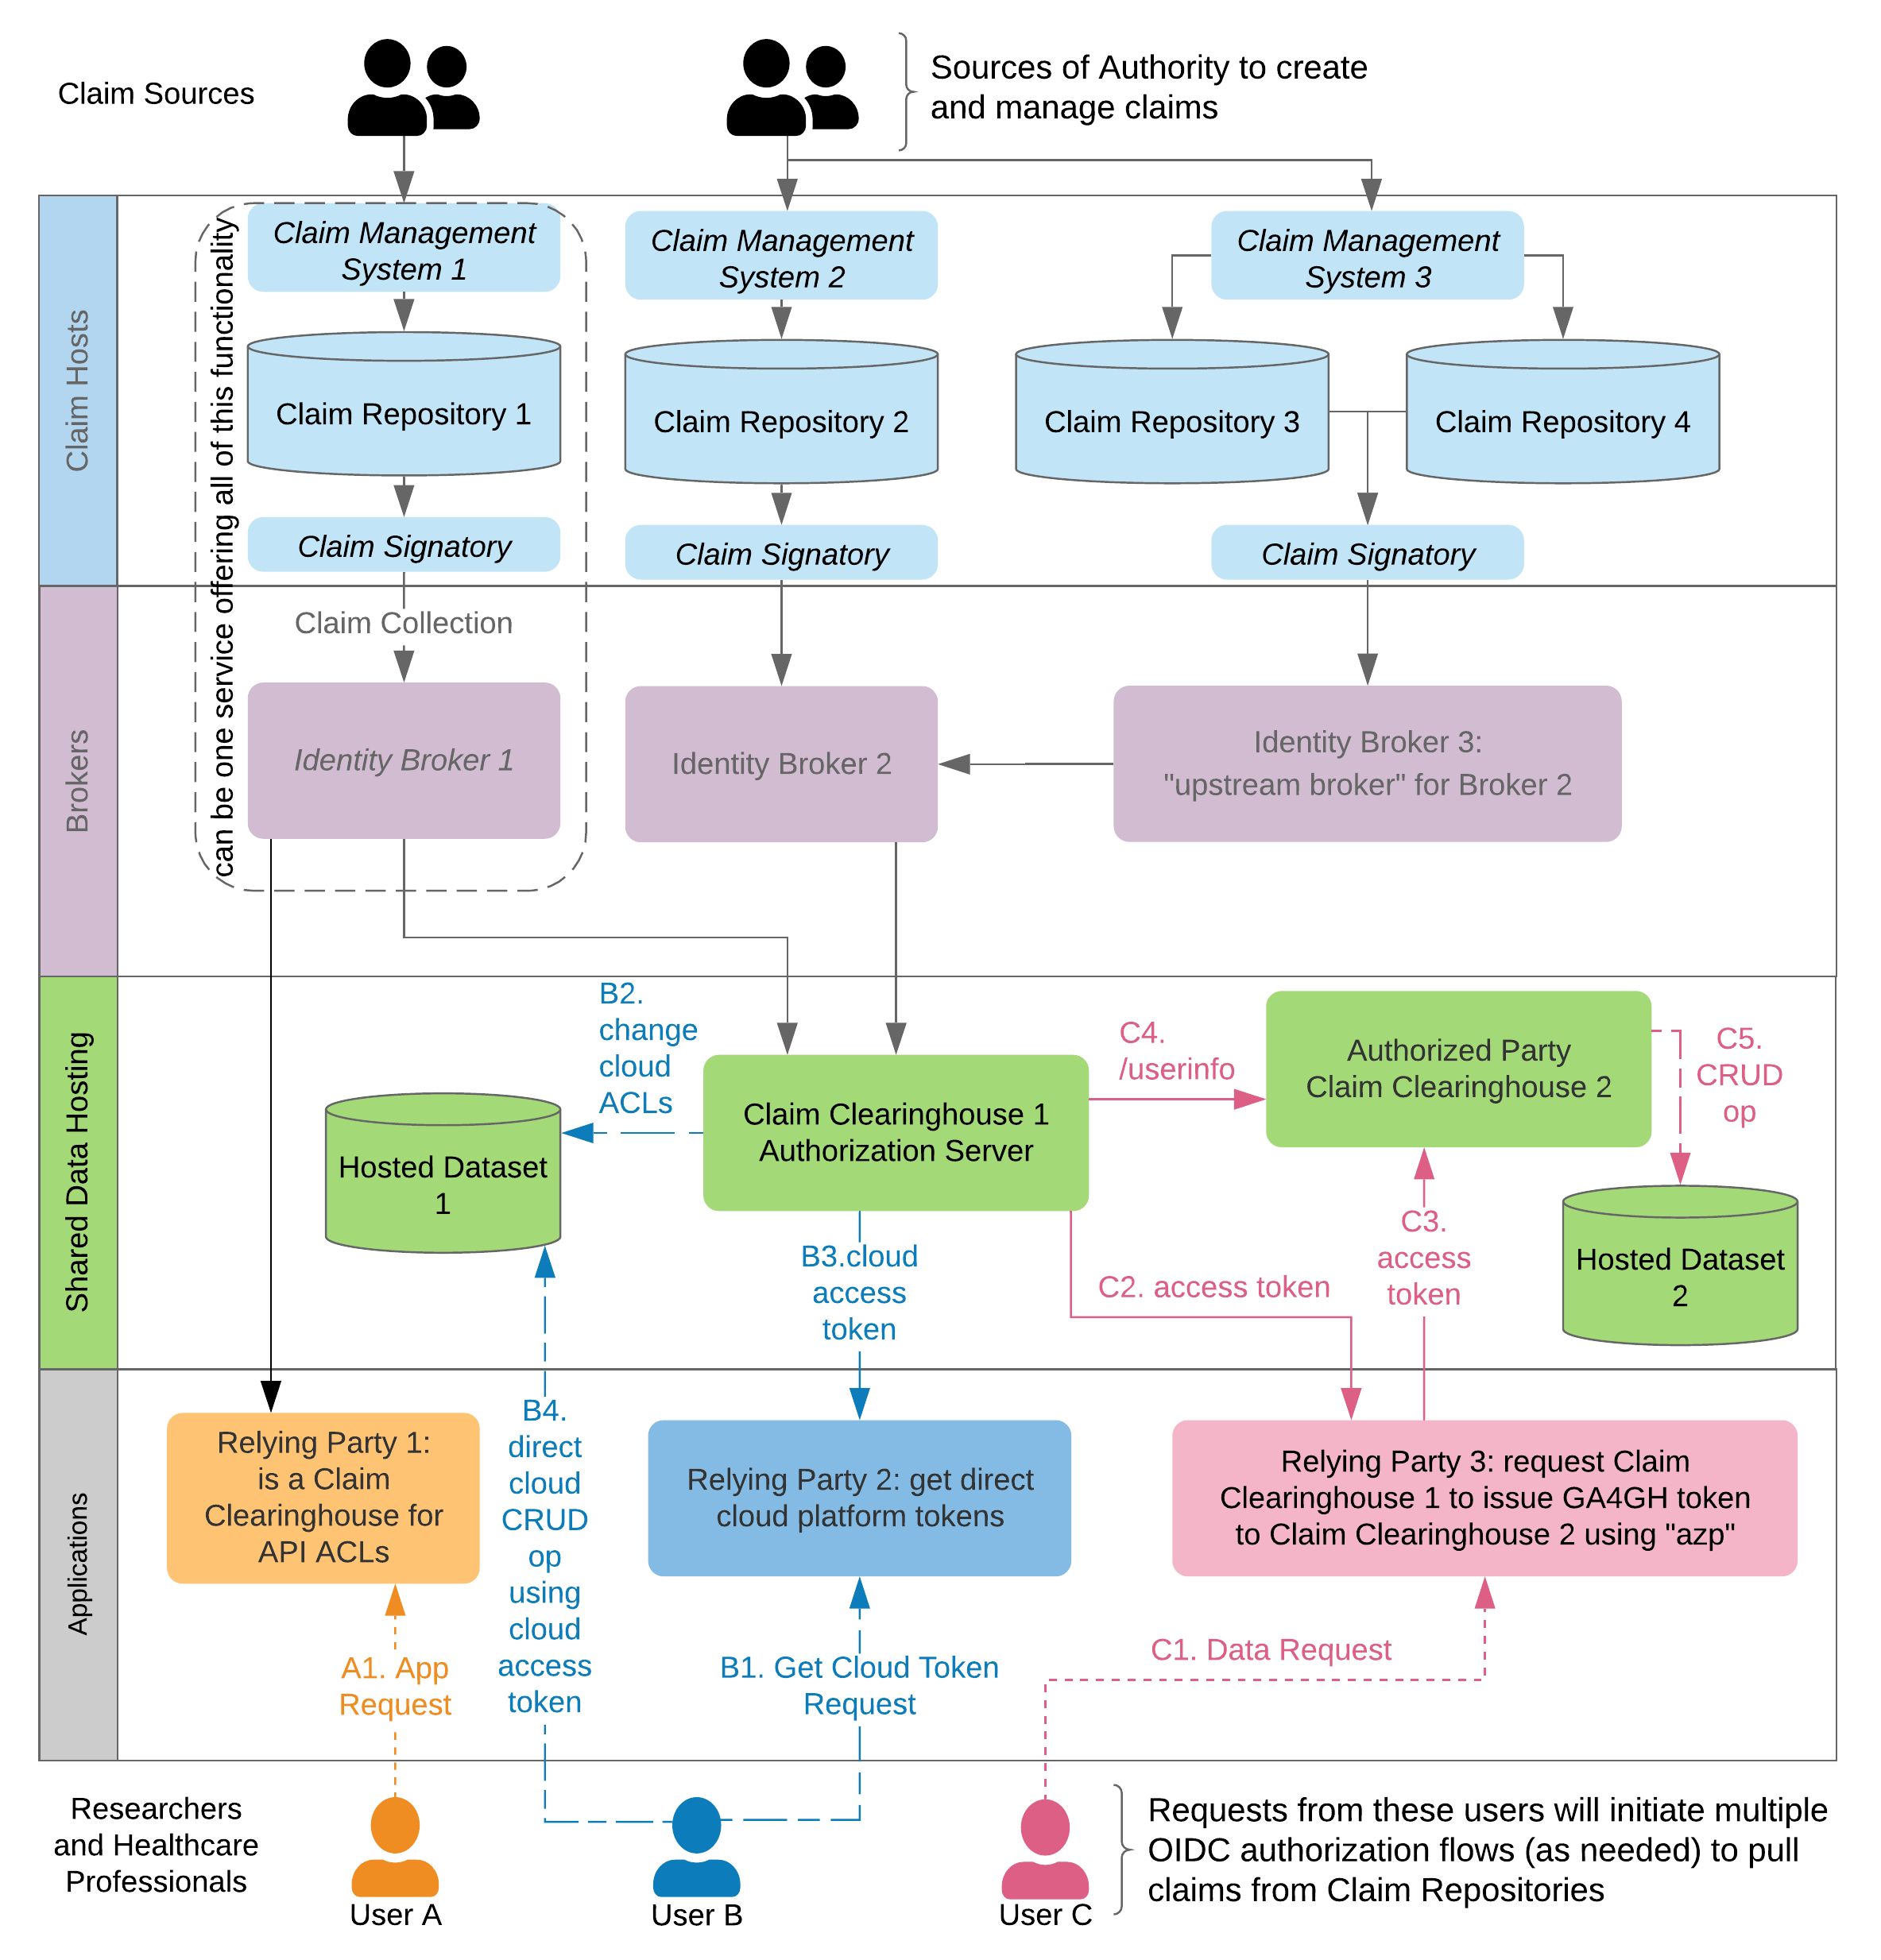 Claim Sources
Sources of Authority to create
and manage claims
Claim Hosts
can be one service offering all of this functionality
Claim Management
System 1
Claim Management
System 2
Claim Management
System 3
Claim Repository 1
Claim Repository 2
Claim Repository 3
Claim Repository 4
Claim Signatory
Claim Signatory
Claim Signatory
Brokers
Claim Collection
Identity Broker 1
Identity Broker 2
Identity Broker 3:
"upstream broker" for Broker 2
Shared Data Hosting
B2.
change
cloud
ACLs
Hosted Dataset
1
Claim Clearinghouse 1
Authorization Server
C4.
/userinfo
Authorized Party
Claim Clearinghouse 2
C5.
CRUD
op
Hosted Dataset
2
B3.cloud
access
token
C2. access token
C3.
access
token
Applications
Relying Party 1:
is a Claim
Clearinghouse for
API ACLs
B4.
direct
cloud
CRUD
op
using
cloud
access
token
Relying Party 2: get direct
cloud platform tokens
Relying Party 3: request Claim
Clearinghouse 1 to issue GA4GH token
to Claim Clearinghouse 2 using "azp"
A1. App
Request
B1. Get Cloud Token
Request
C1. Data Request
Researchers
and Healthcare
Professionals
User A
User B
User C
Requests from these users will initiate multiple
OIDC authorization flows (as needed) to pull
claims from Claim Repositories